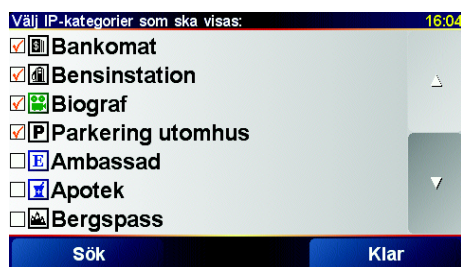 Välj IP-kategorier som ska visas: 16:04
Bankomat
Bensinstation
Biograf
P Parkering utomhus
E Ambassad
Apotek
Bergspass
Sök Klar